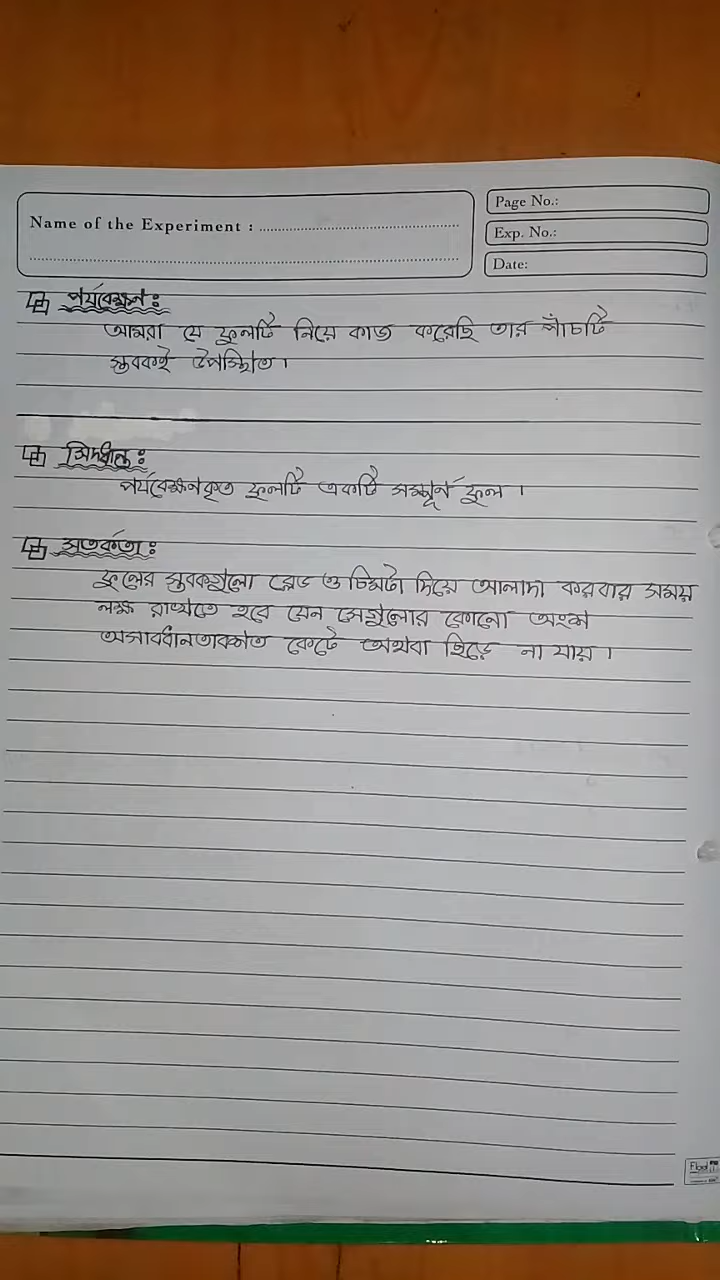 Name of the Experiment :
Page No.:
Exp. No.:
Date:
পর্যবেক্ষণ :
আমরা যে ফুলটি নিয়ে কাজ করেছি তার পাঁচটি
স্তবকই উপস্থিত।
সিদ্ধান্ত :
পর্যবেক্ষনকৃত ফুলটি একটি সম্পূর্ন ফুল ।
সতর্কতা :
ফুলের স্তবকগুলো ব্লেড ও চিমটা দিয়ে আলাদা করবার সময়
লক্ষ রাখতে হবে যেন সেগুলোর কোনো অংশ
অসাবধানতাবশত কেটে অথবা ছিড়ে না যায় ।